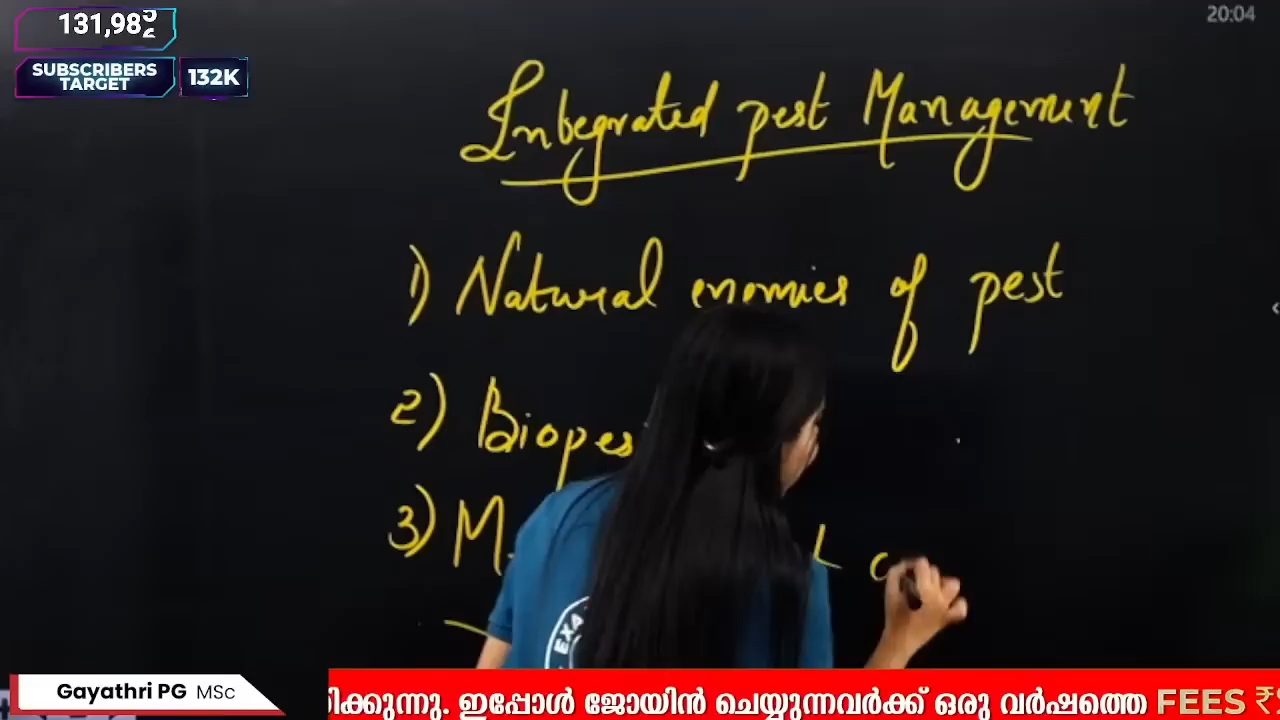 131,98
20:04
SUBSCRIBERS
TARGET
132K
Integrated pest Management
1) Natural enemies of pest
2) Biopes
3) M
EXA
Gayathri PG MSc
ിക്കുന്നു. ഇപ്പോൾ ജോയിൻ ചെയ്യുന്നവർക്ക് ഒരു വർഷത്തെ FEES ₹